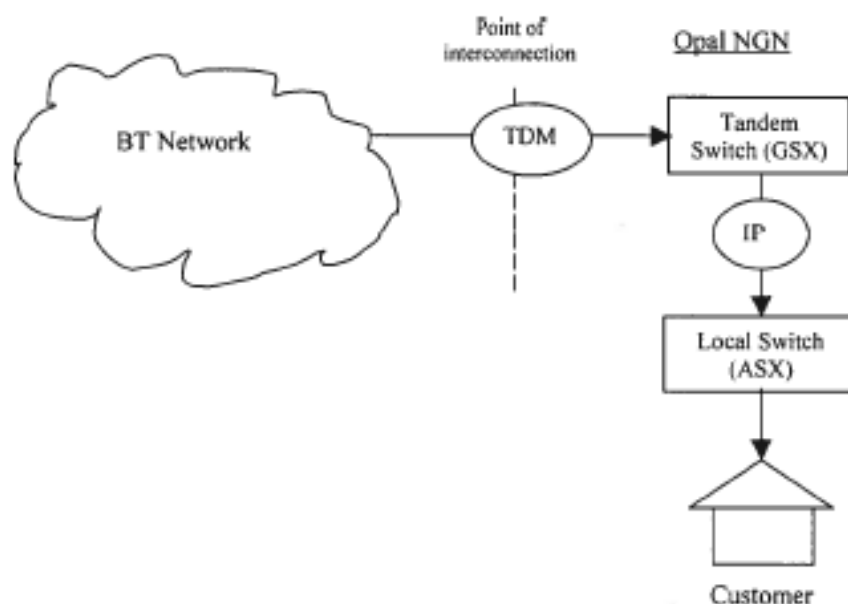 Point of
interconnection
Opal NGN
BT Network
TDM
Tandem
Switch (GSX)
IP
Local Switch
(ASX)
Customer